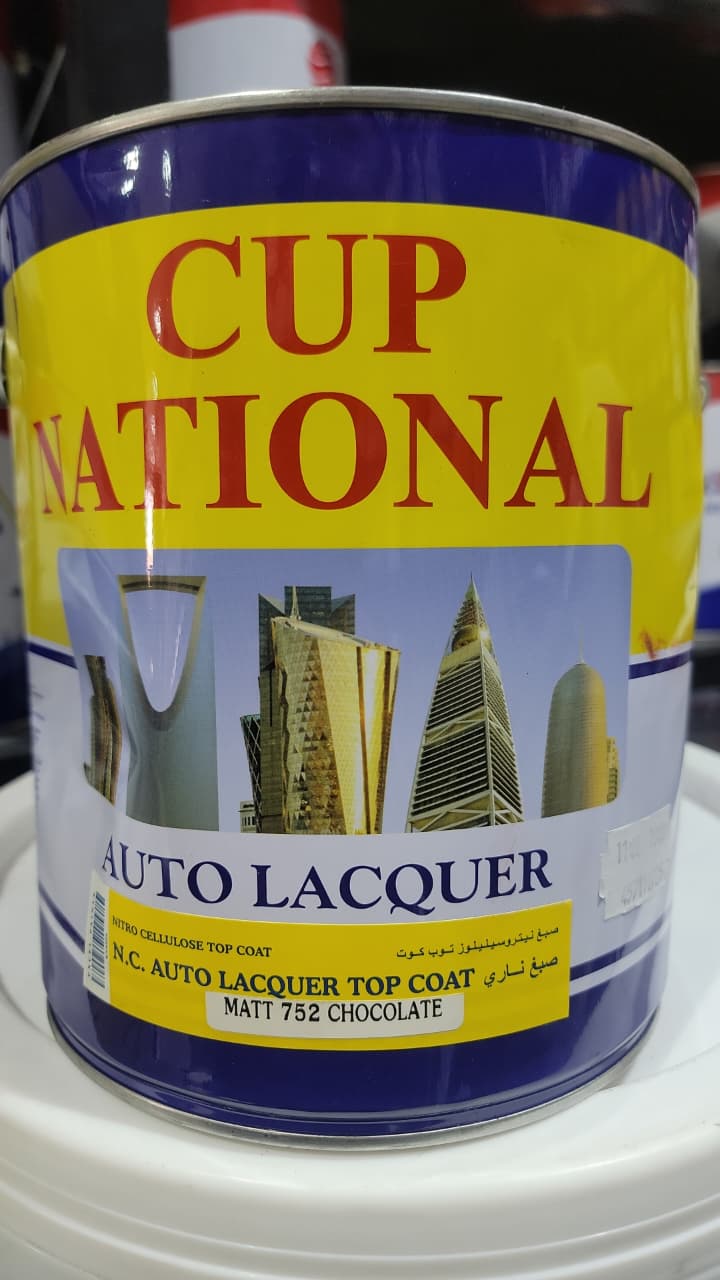 CUP
NATIONAL
AUTO LACQUER
NITRO CELLULOSE TOP COAT
صبغ نيتروسيليلوز توب كوت
N.C. AUTO LACQUER TOP COAT صبغ ناري
MATT 752 CHOCOLATE